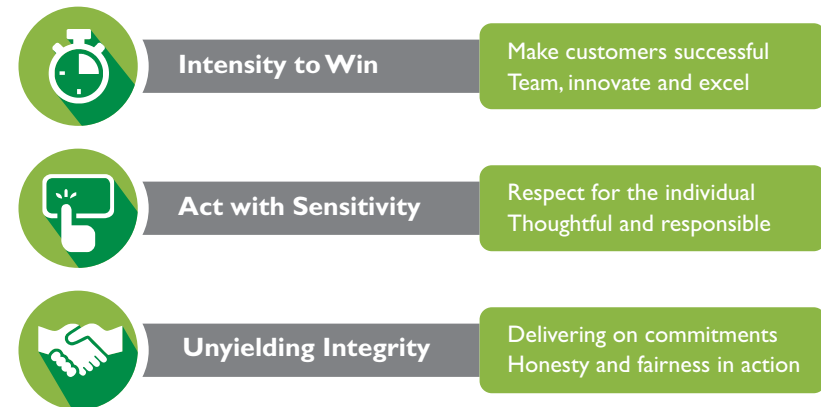 Intensity to Win
Make customers successful
Team, innovate and excel
Act with Sensitivity
Respect for the individual
Thoughtful and responsible
Unyielding Integrity
Delivering on commitments
Honesty and fairness in action